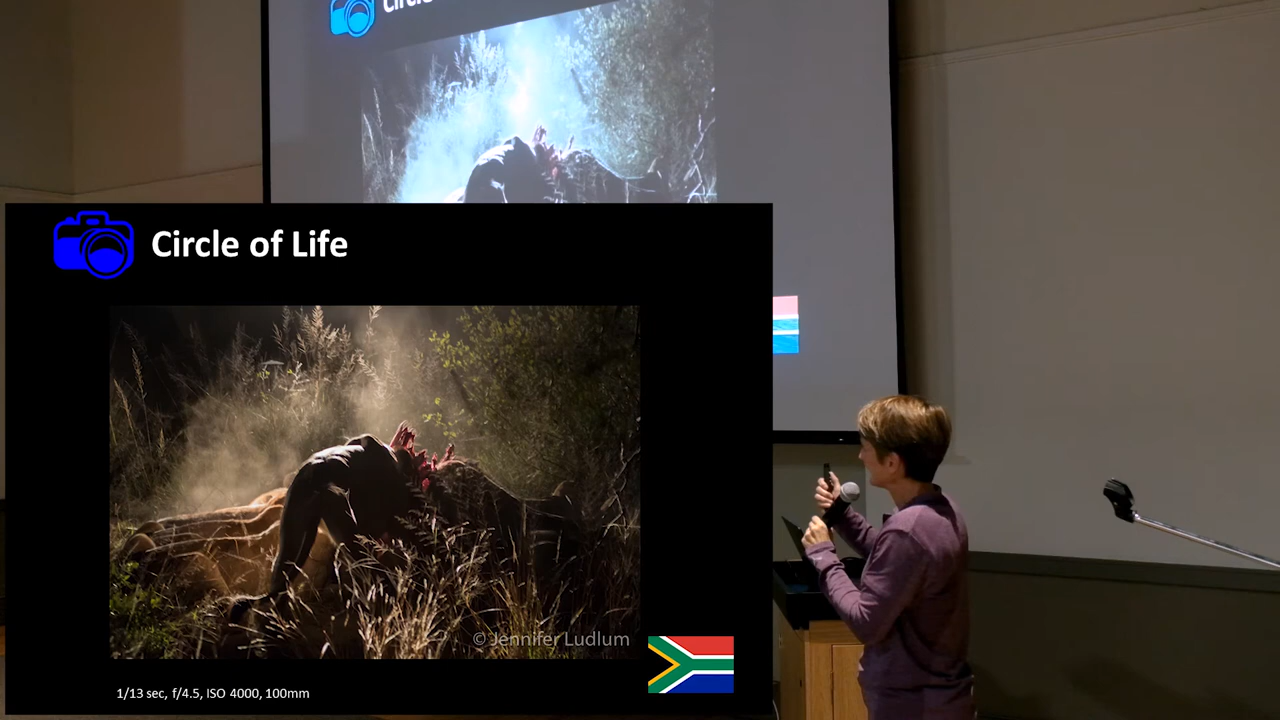 Circle of Life
© Jennifer Ludlum
1/13 sec, f/4.5, ISO 4000, 100mm